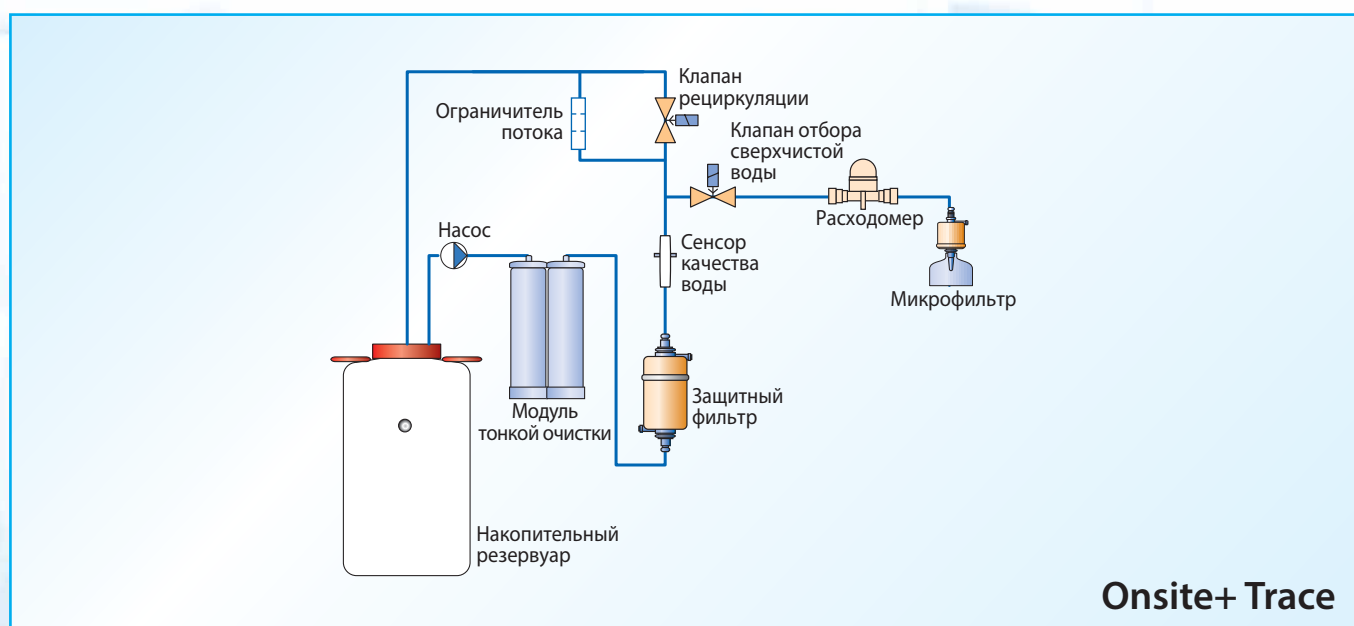 Клапан
рециркуляции
Ограничитель
потока
Клапан отбора
сверхчистой
воды
Расходомер
Насос
Сенсор
качества
воды
Микрофильтр
Защитный
фильтр
Модуль
тонкой очистки
Накопительный
резервуар
Onsite+ Trace